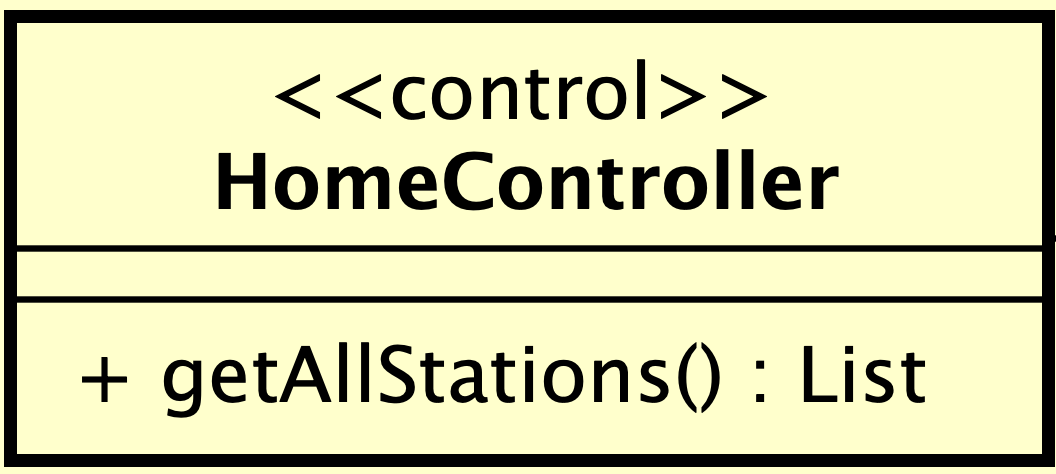 <<control>>
HomeController
+ getAllStations() : List